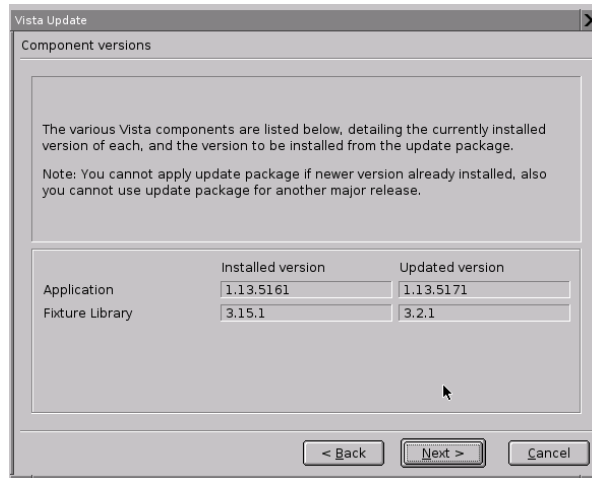 Vista Update
Component versions
The various Vista components are listed below, detailing the currently installed
version of each, and the version to be installed from the update package.
Note: You cannot apply update package if newer version already installed, also
you cannot use update package for another major release.
Installed version Updated version
Application 1.13.5161 1.13.5171
Fixture Library 3.15.1 3.2.1
< Back Next > Cancel